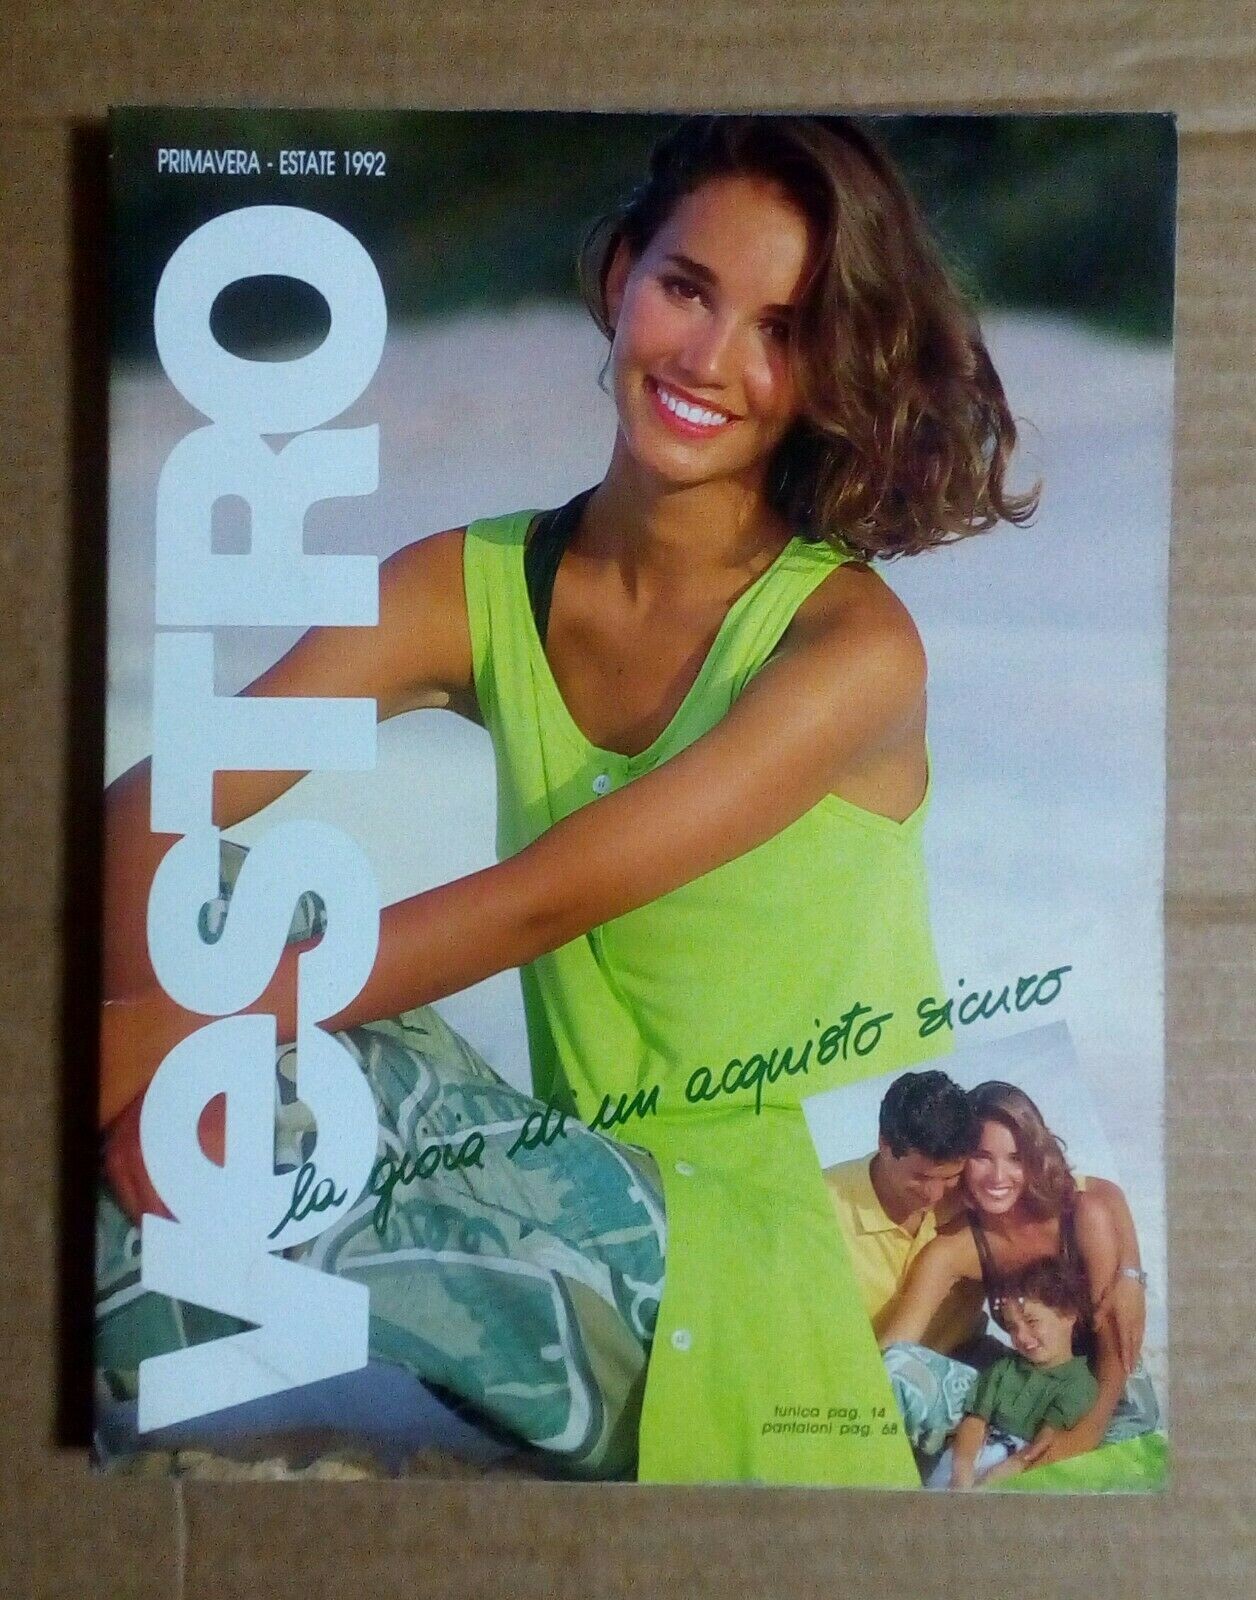 PRIMAVERA - ESTATE 1992
VeSTRO
la gioia di un acquisto sicuro
tunica pag. 14
pantaloni pag. 68